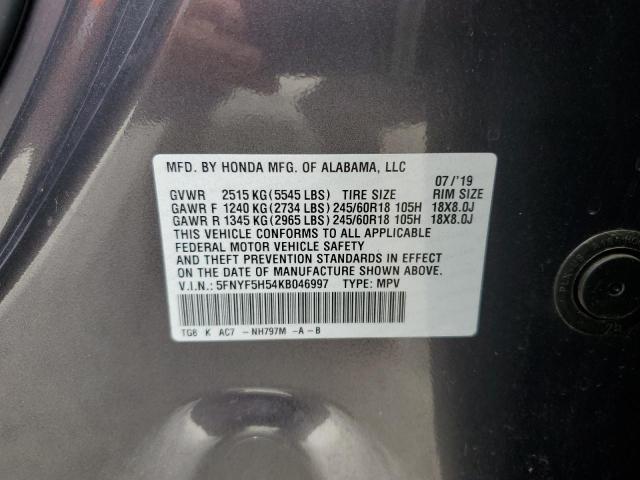 MFD. BY HONDA MFG. OF ALABAMA, LLC
07/'19
GVWR 2515 KG (5545 LBS) TIRE SIZE RIM SIZE
GAWR F 1240 KG (2734 LBS) 245/60R18 105H 18X8.0J
GAWR R 1345 KG (2965 LBS) 245/60R18 105H 18X8.0J
THIS VEHICLE CONFORMS TO ALL APPLICABLE
FEDERAL MOTOR VEHICLE SAFETY
AND THEFT PREVENTION STANDARDS IN EFFECT
ON THE DATE OF MANUFACTURE SHOWN ABOVE.
V.I.N.: 5FNYF5H54KB046997 TYPE: MPV
TG8 K AC7 -NH797M -A-B